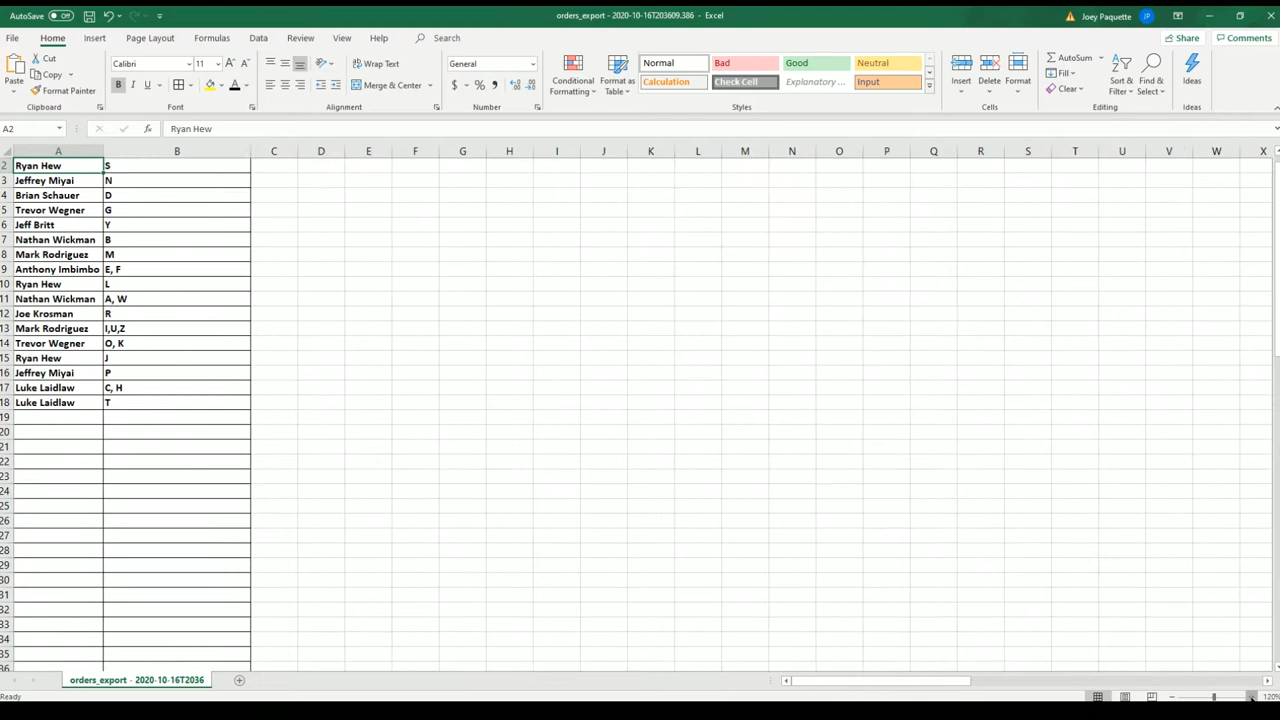 AutoSave Off orders_export - 2020-10-16T203609.386 - Excel Joey Paquette JP
File Home Insert Page Layout Formulas Data Review View Help Search Share Comments
Paste Cut Copy Format Painter Clipboard
Calibri 11 A A B I U A Font
Wrap Text Merge & Center Alignment
General $ % , Number
Conditional Formatting Format as Table Normal Bad Good Neutral
Calculation Check Cell Explanatory ... Input Styles
Insert Delete Format Cells
AutoSum Fill Clear Sort & Filter Find & Select Editing
Ideas Ideas
A2 fx Ryan Hew
A B C D E F G H I J K L M N O P Q R S T U V W X
2 Ryan Hew S
3 Jeffrey Miyai N
4 Brian Schauer D
5 Trevor Wegner G
6 Jeff Britt Y
7 Nathan Wickman B
8 Mark Rodriguez M
9 Anthony Imbimbo E, F
10 Ryan Hew L
11 Nathan Wickman A, W
12 Joe Krosman R
13 Mark Rodriguez I,U,Z
14 Trevor Wegner O, K
15 Ryan Hew J
16 Jeffrey Miyai P
17 Luke Laidlaw C, H
18 Luke Laidlaw T
19
20
21
22
23
24
25
26
27
28
29
30
31
32
33
34
35
36
orders_export - 2020-10-16T2036
Ready 120%